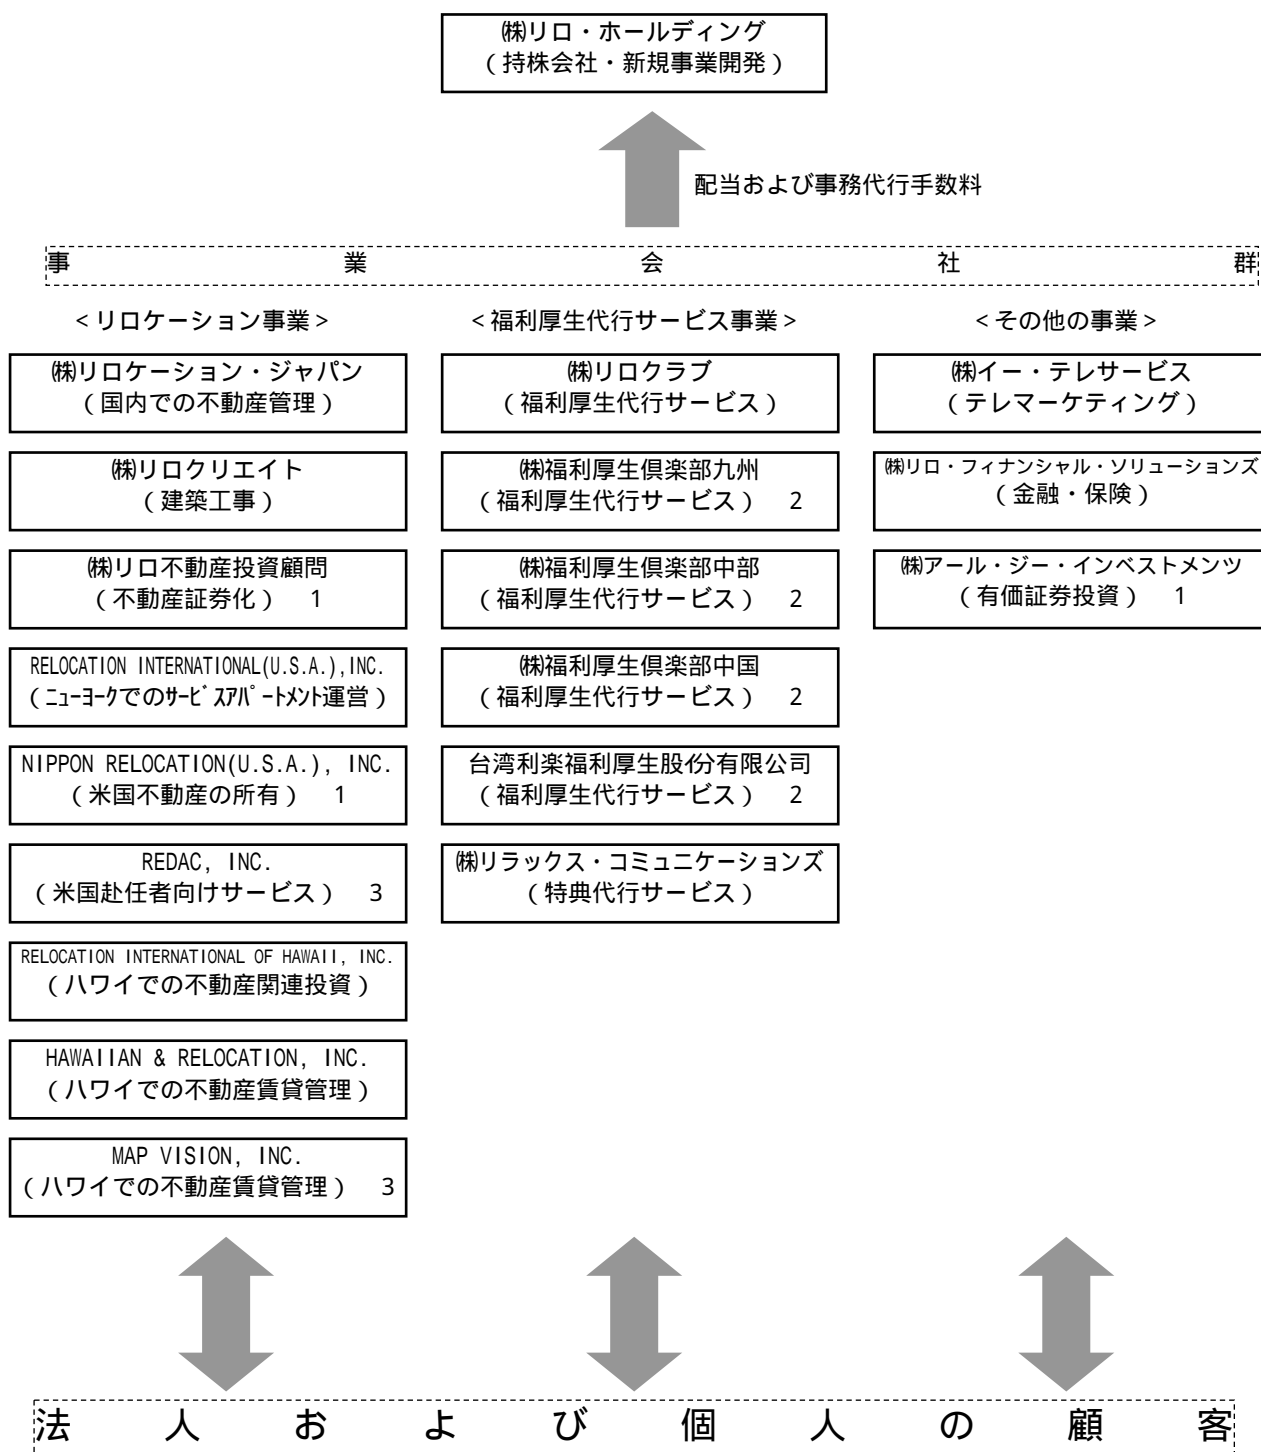 ㈱リロ・ホールディング
(持株会社・新規事業開発)
配当および事務代行手数料
事業会社群
<リロケーション事業>
㈱リロケーション・ジャパン
(国内での不動産管理)
㈱リロクリエイト
(建築工事)
㈱リロ不動産投資顧問
(不動産証券化) 1
RELOCATION INTERNATIONAL(U.S.A.),INC.
(ニューヨークでのサービスアパートメント運営)
NIPPON RELOCATION(U.S.A.), INC.
(米国不動産の所有) 1
REDAC, INC.
(米国赴任者向けサービス) 3
RELOCATION INTERNATIONAL OF HAWAII, INC.
(ハワイでの不動産関連投資)
HAWAIIAN & RELOCATION, INC.
(ハワイでの不動産賃貸管理)
MAP VISION, INC.
(ハワイでの不動産賃貸管理) 3
<福利厚生代行サービス事業>
㈱リロクラブ
(福利厚生代行サービス)
㈱福利厚生倶楽部九州
(福利厚生代行サービス) 2
㈱福利厚生倶楽部中部
(福利厚生代行サービス) 2
㈱福利厚生倶楽部中国
(福利厚生代行サービス) 2
台湾利楽福利厚生股份有限公司
(福利厚生代行サービス) 2
㈱リラックス・コミュニケーションズ
(特典代行サービス)
<その他の事業>
㈱イー・テレサービス
(テレマーケティング)
㈱リロ・フィナンシャル・ソリューションズ
(金融・保険)
㈱アール・ジー・インベストメンツ
(有価証券投資) 1
法人および個人の顧客